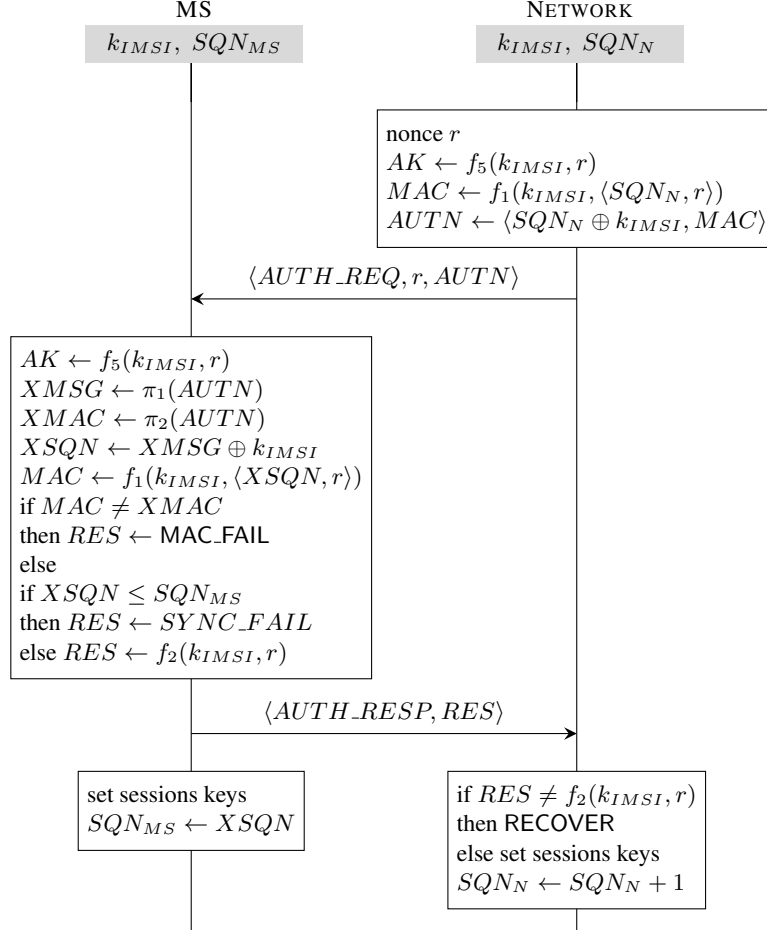 MS
NETWORK
k_{IMSI}, SQN_{MS}
k_{IMSI}, SQN_N
nonce r
AK ← f_5(k_{IMSI}, r)
MAC ← f_1(k_{IMSI}, ⟨SQN_N, r⟩)
AUTN ← ⟨SQN_N ⊕ k_{IMSI}, MAC⟩
⟨AUTH_REQ, r, AUTN⟩
AK ← f_5(k_{IMSI}, r)
XMSG ← π_1(AUTN)
XMAC ← π_2(AUTN)
XSQN ← XMSG ⊕ k_{IMSI}
MAC ← f_1(k_{IMSI}, ⟨XSQN, r⟩)
if MAC ≠ XMAC
then RES ← MAC_FAIL
else
if XSQN ≤ SQN_{MS}
then RES ← SYNC_FAIL
else RES ← f_2(k_{IMSI}, r)
⟨AUTH_RESP, RES⟩
set sessions keys
SQN_{MS} ← XSQN
if RES ≠ f_2(k_{IMSI}, r)
then RECOVER
else set sessions keys
SQN_N ← SQN_N + 1